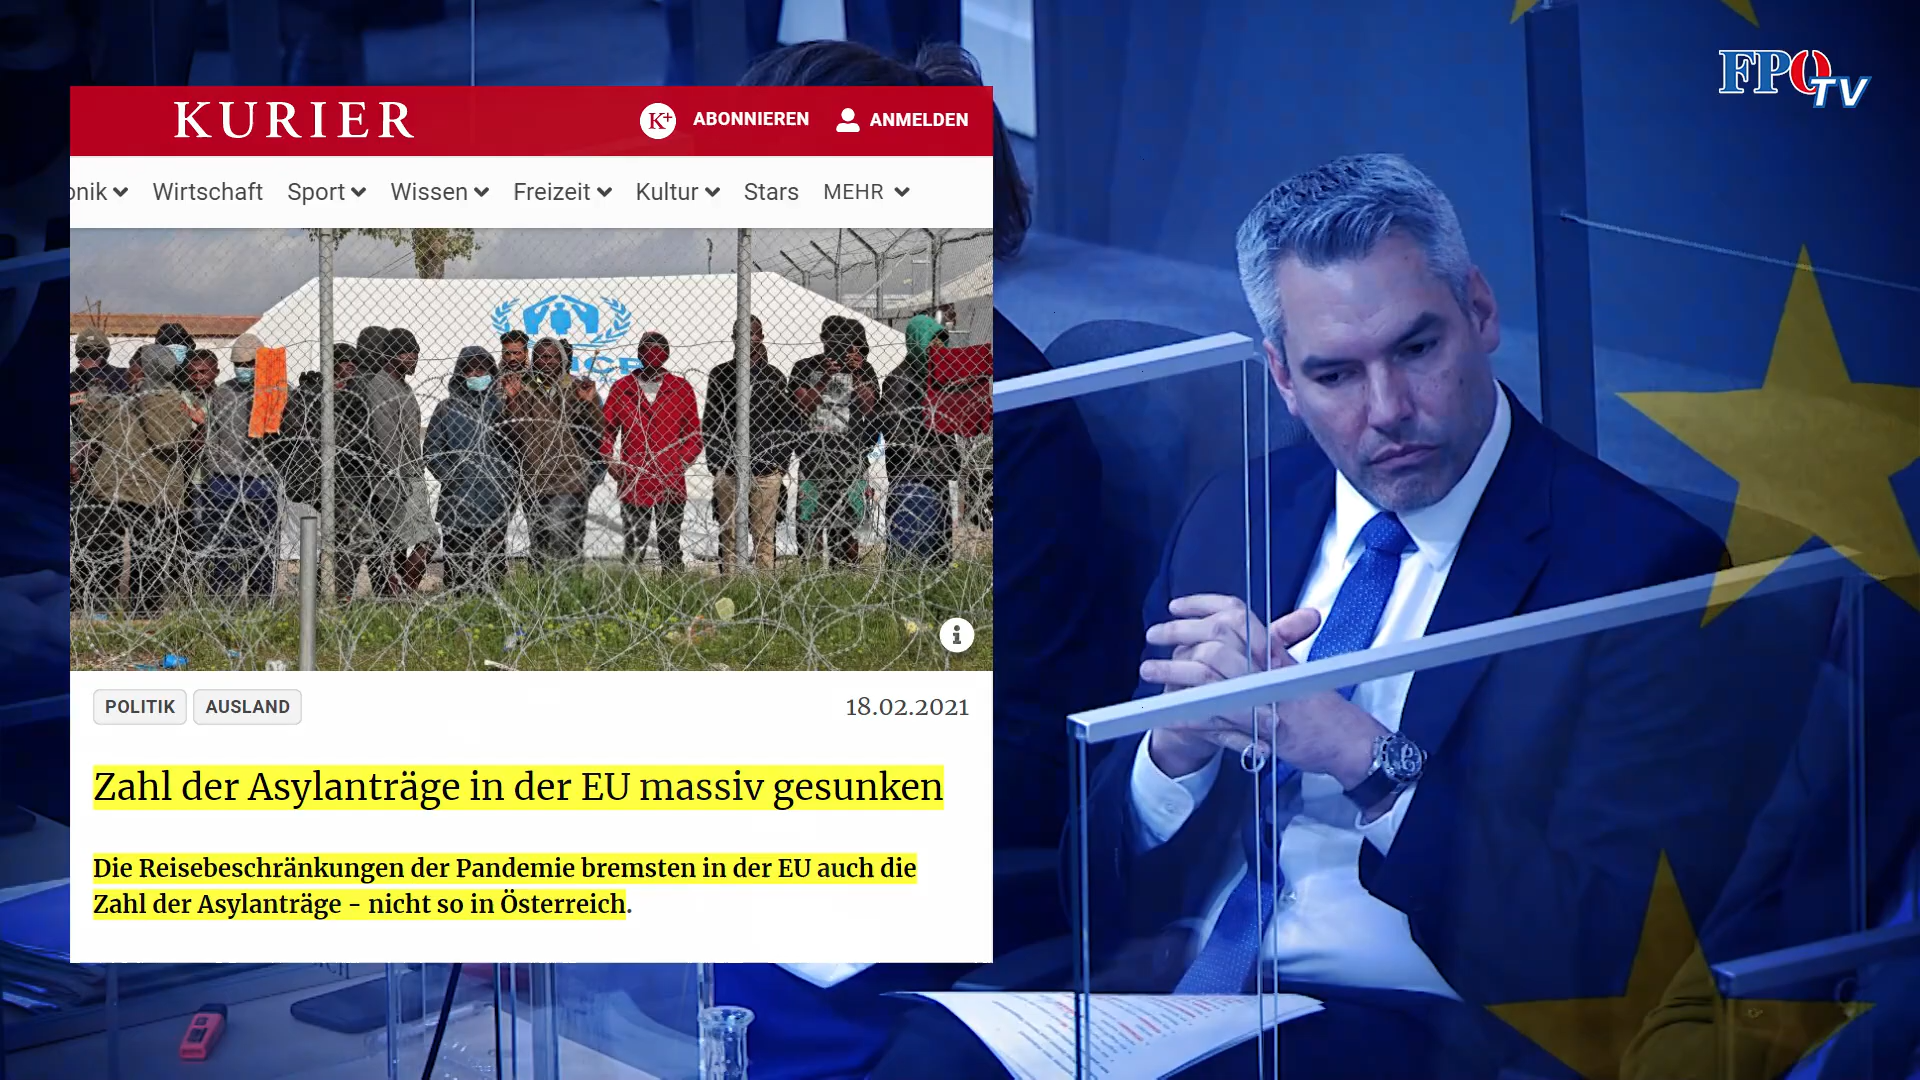 FPÖ TV
KURIER
K+ ABONNIEREN ANMELDEN
onik Wirtschaft Sport Wissen Freizeit Kultur Stars MEHR
POLITIK AUSLAND 18.02.2021
Zahl der Asylanträge in der EU massiv gesunken
Die Reisebeschränkungen der Pandemie bremsten in der EU auch die
Zahl der Asylanträge - nicht so in Österreich.